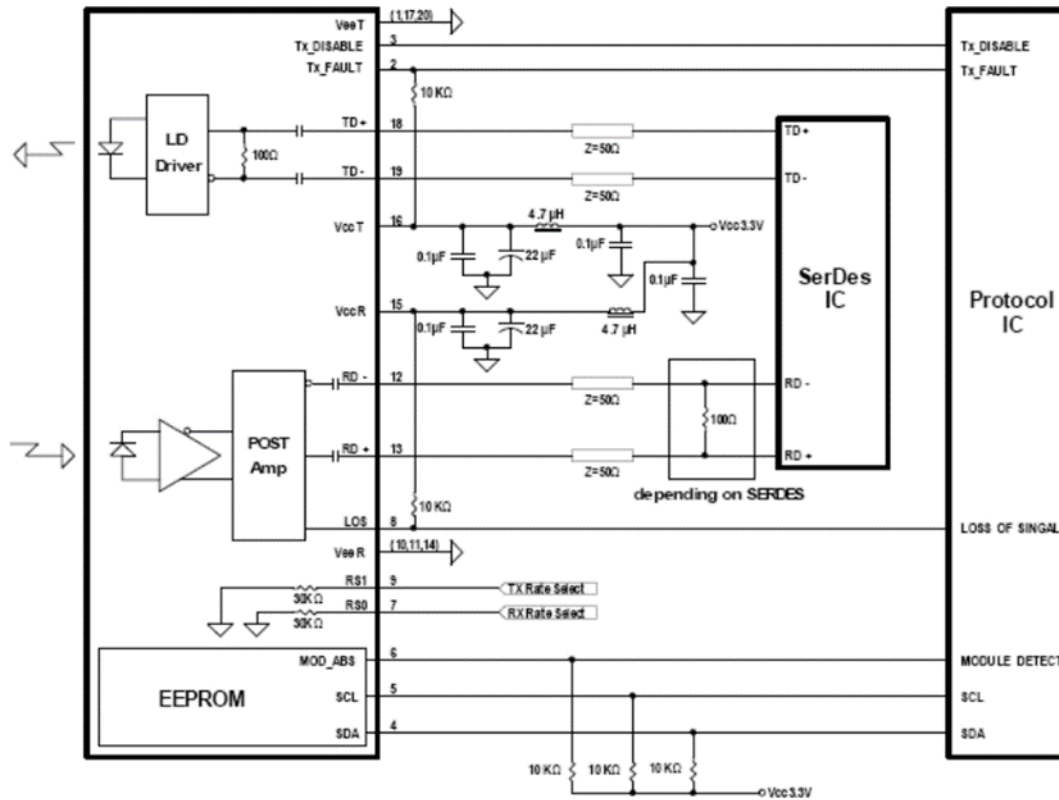 VeeT (1,17,20)
Tx_DISABLE 3 Tx_DISABLE
Tx_FAULT 2 Tx_FAULT
10 KΩ
LD
Driver
100Ω
TD+ 18 TD+
Z=50Ω
TD- 19 TD-
Z=50Ω
VccT 16
4.7 µH
Vcc3.3V
0.1µF
22 µF
0.1µF
0.1µF
SerDes
IC
Protocol
IC
VccR 15
0.1µF
22 µF
4.7 µH
POST
Amp
RD - 12 RD -
Z=50Ω
100Ω
RD + 13 RD +
Z=50Ω
depending on SERDES
10 KΩ
LOS 8 LOSS OF SINGAL
VeeR (10,11,14)
RS1 9 TX Rate Select
30KΩ
RS0 7 RX Rate Select
30KΩ
EEPROM
MOD_ABS 6 MODULE DETECT
SCL 5 SCL
SDA 4 SDA
10 KΩ 10 KΩ 10 KΩ
Vcc3.3V